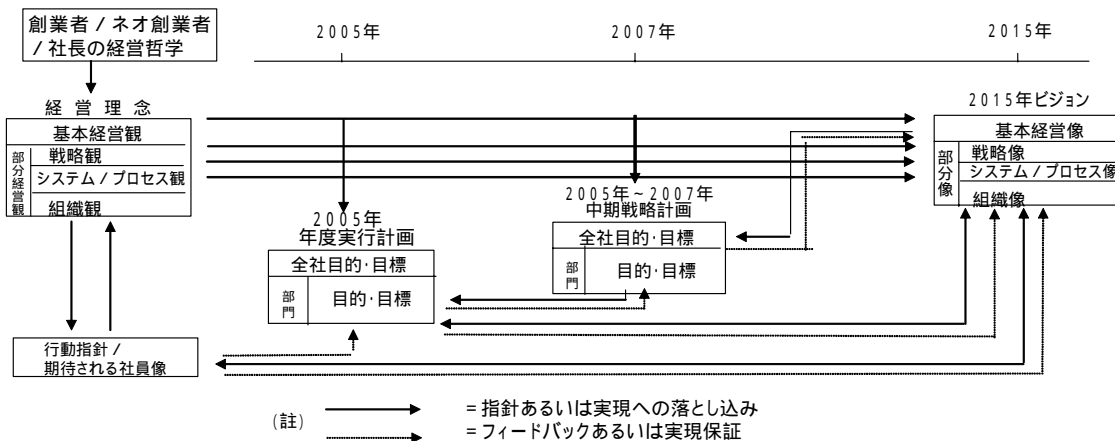 創業者/ネオ創業者
/社長の経営哲学
2005年
2007年
2015年
経営理念
基本経営観
部分経営観
戦略観
システム/プロセス観
組織観
2015年ビジョン
基本経営像
部分像
戦略像
システム/プロセス像
組織像
2005年~2007年
中期戦略計画
全社目的・目標
部門
目的・目標
2005年
年度実行計画
全社目的・目標
部門
目的・目標
行動指針/
期待される社員像
(註)
=指針あるいは実現への落とし込み
=フィードバックあるいは実現保証